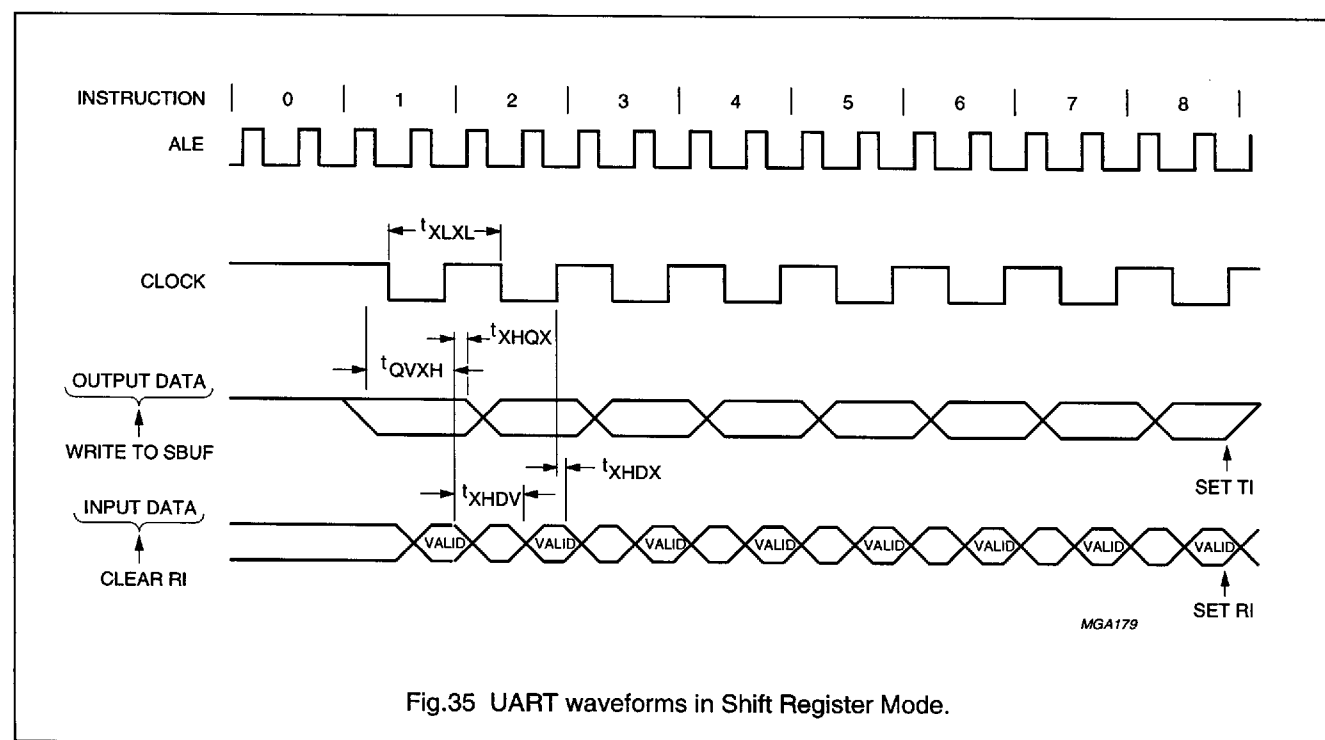 INSTRUCTION | 0 | 1 | 2 | 3 | 4 | 5 | 6 | 7 | 8 |
ALE
tXLXL
CLOCK
tXHQX
tQVXH
OUTPUT DATA
WRITE TO SBUF
tXHDX
SET TI
tXHDV
INPUT DATA
VALID VALID VALID VALID VALID VALID VALID VALID
CLEAR RI
SET RI
MGA179
Fig.35 UART waveforms in Shift Register Mode.